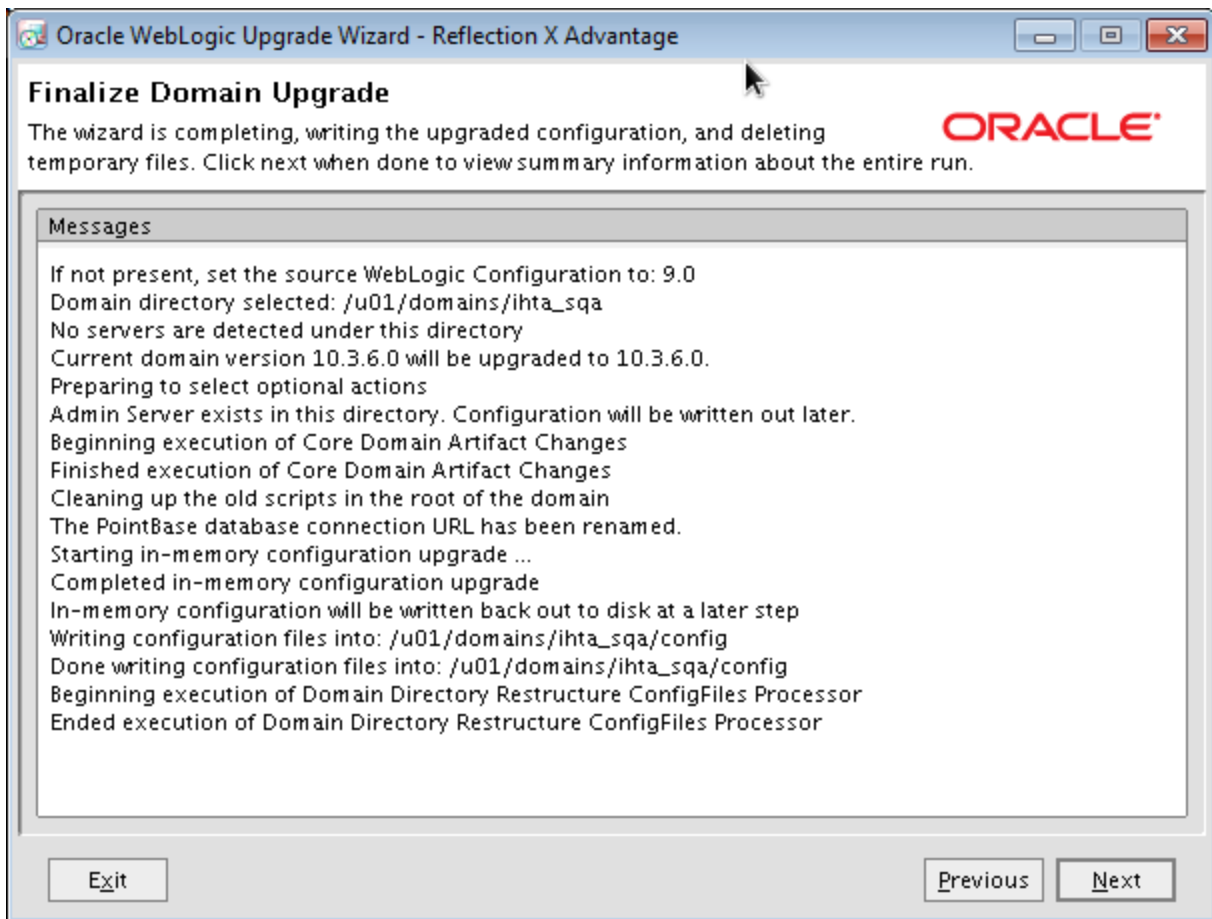 Oracle WebLogic Upgrade Wizard - Reflection X Advantage
Finalize Domain Upgrade
The wizard is completing, writing the upgraded configuration, and deleting
temporary files. Click next when done to view summary information about the entire run.
ORACLE
Messages
If not present, set the source WebLogic Configuration to: 9.0
Domain directory selected: /u01/domains/ihta_sqa
No servers are detected under this directory
Current domain version 10.3.6.0 will be upgraded to 10.3.6.0.
Preparing to select optional actions
Admin Server exists in this directory. Configuration will be written out later.
Beginning execution of Core Domain Artifact Changes
Finished execution of Core Domain Artifact Changes
Cleaning up the old scripts in the root of the domain
The PointBase database connection URL has been renamed.
Starting in-memory configuration upgrade ...
Completed in-memory configuration upgrade
In-memory configuration will be written back out to disk at a later step
Writing configuration files into: /u01/domains/ihta_sqa/config
Done writing configuration files into: /u01/domains/ihta_sqa/config
Beginning execution of Domain Directory Restructure ConfigFiles Processor
Ended execution of Domain Directory Restructure ConfigFiles Processor
Exit
Previous
Next